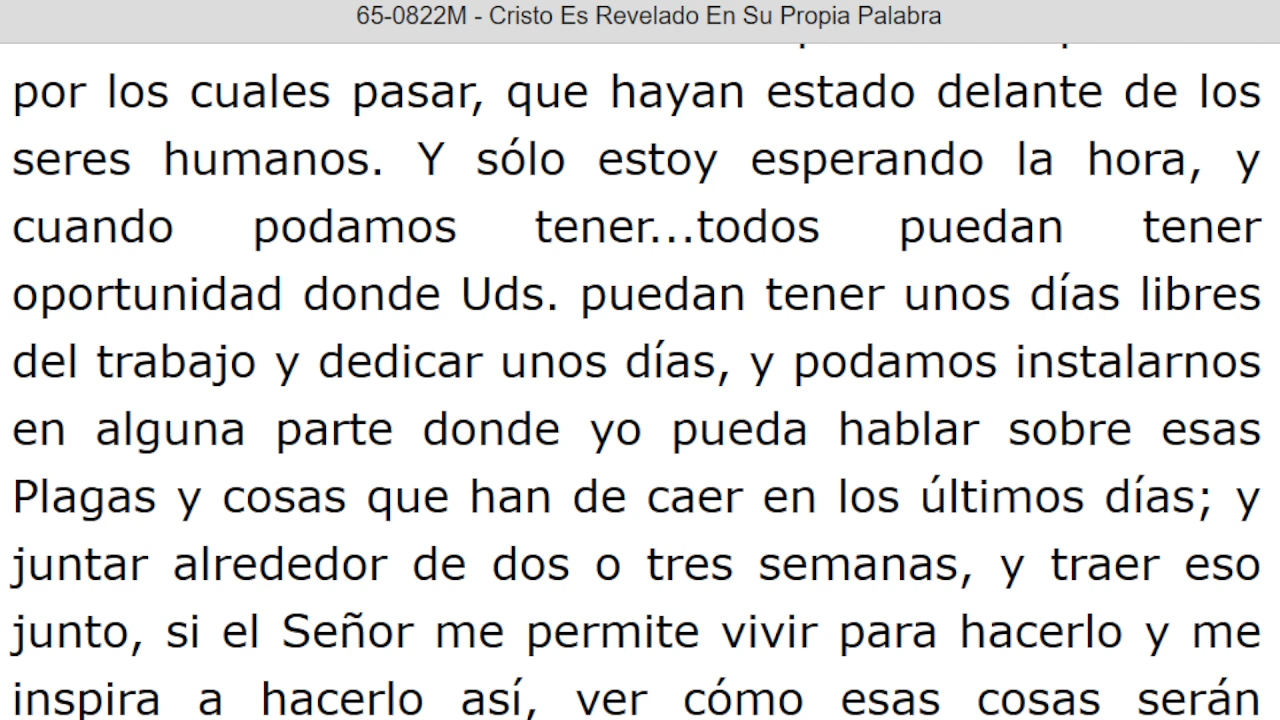 65-0822M - Cristo Es Revelado En Su Propia Palabra
por los cuales pasar, que hayan estado delante de los
seres humanos. Y sólo estoy esperando la hora, y
cuando podamos tener...todos puedan tener
oportunidad donde Uds. puedan tener unos días libres
del trabajo y dedicar unos días, y podamos instalarnos
en alguna parte donde yo pueda hablar sobre esas
Plagas y cosas que han de caer en los últimos días; y
juntar alrededor de dos o tres semanas, y traer eso
junto, si el Señor me permite vivir para hacerlo y me
inspira a hacerlo así, ver cómo esas cosas serán